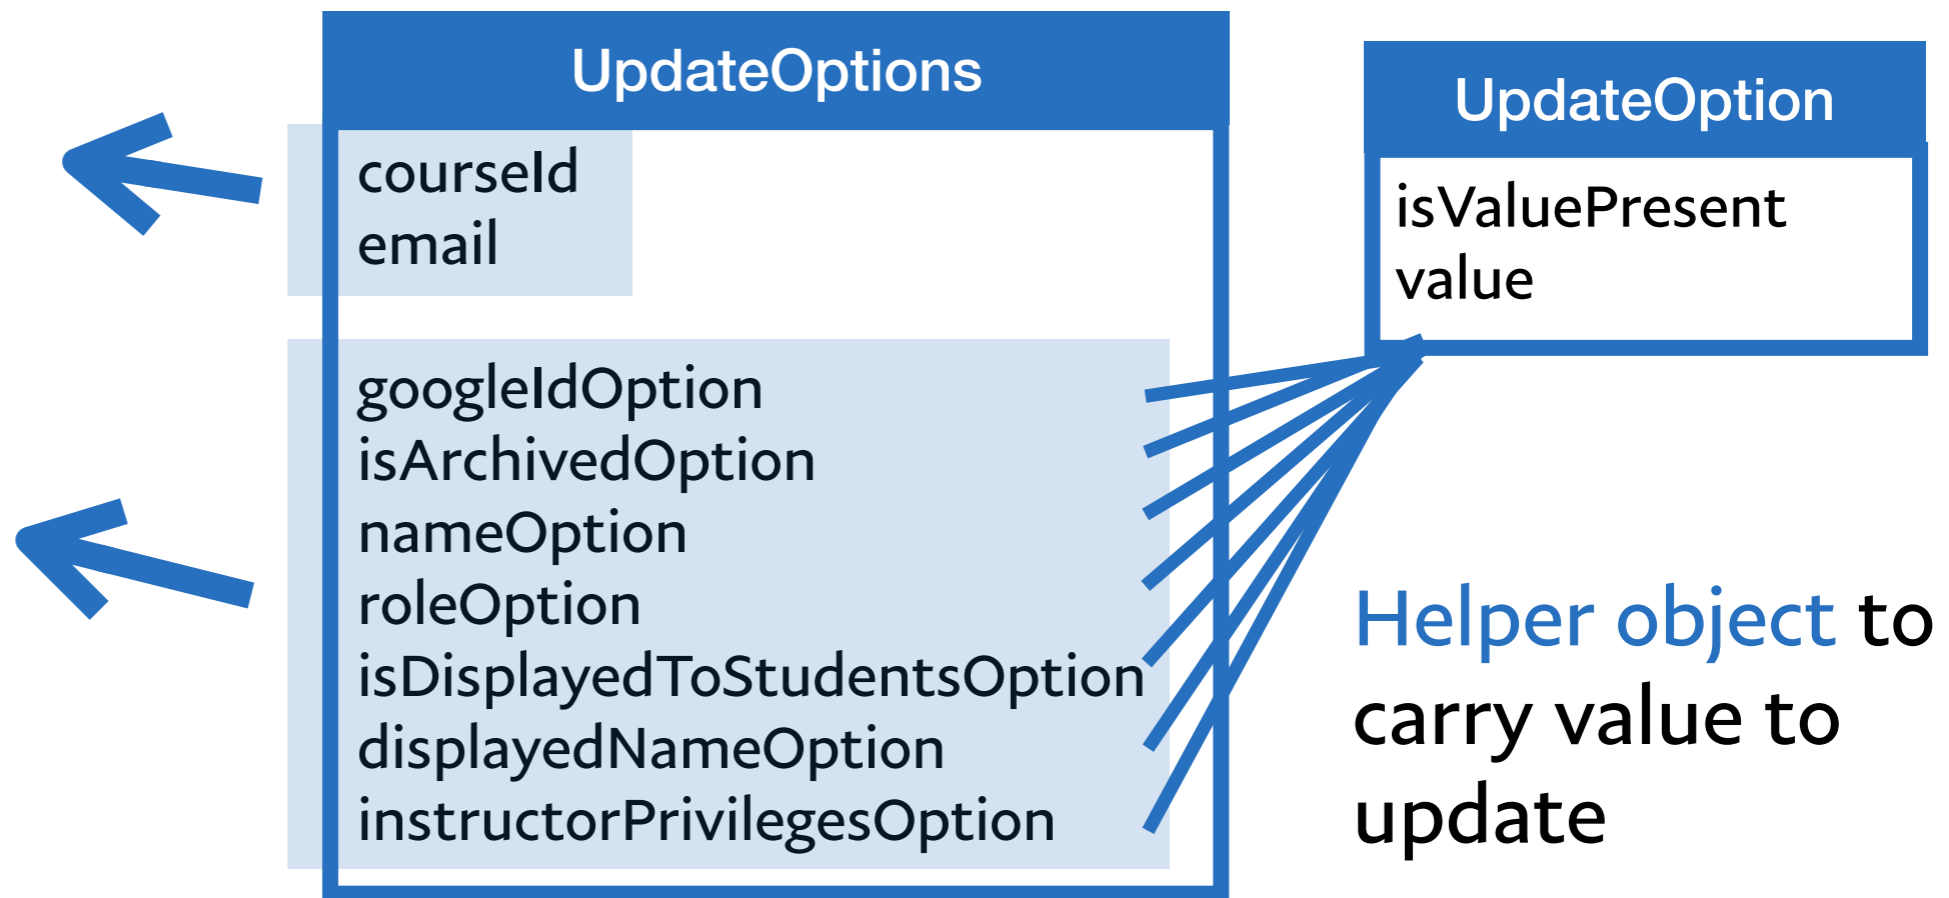 UpdateOptions
courseId
email
googleIdOption
isArchivedOption
nameOption
roleOption
isDisplayedToStudentsOption
displayedNameOption
instructorPrivilegesOption
UpdateOption
isValuePresent
value
Helper object to
carry value to
update